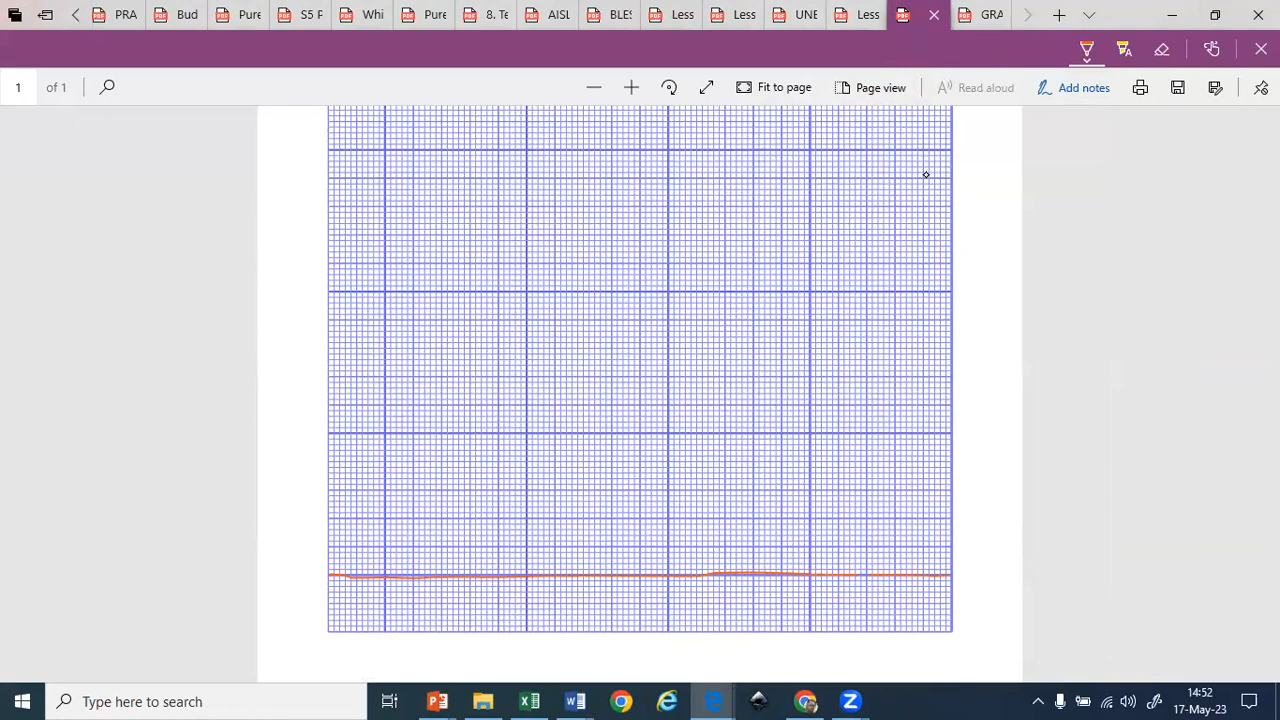 PRA
Bud
Pure
S5 P
Whi
Pure
8. Te
AISL
BLES
Less
Less
UNE
Less
GRA
1 of 1
Fit to page
Page view
Read aloud
Add notes
Type here to search
14:52
17-May-23